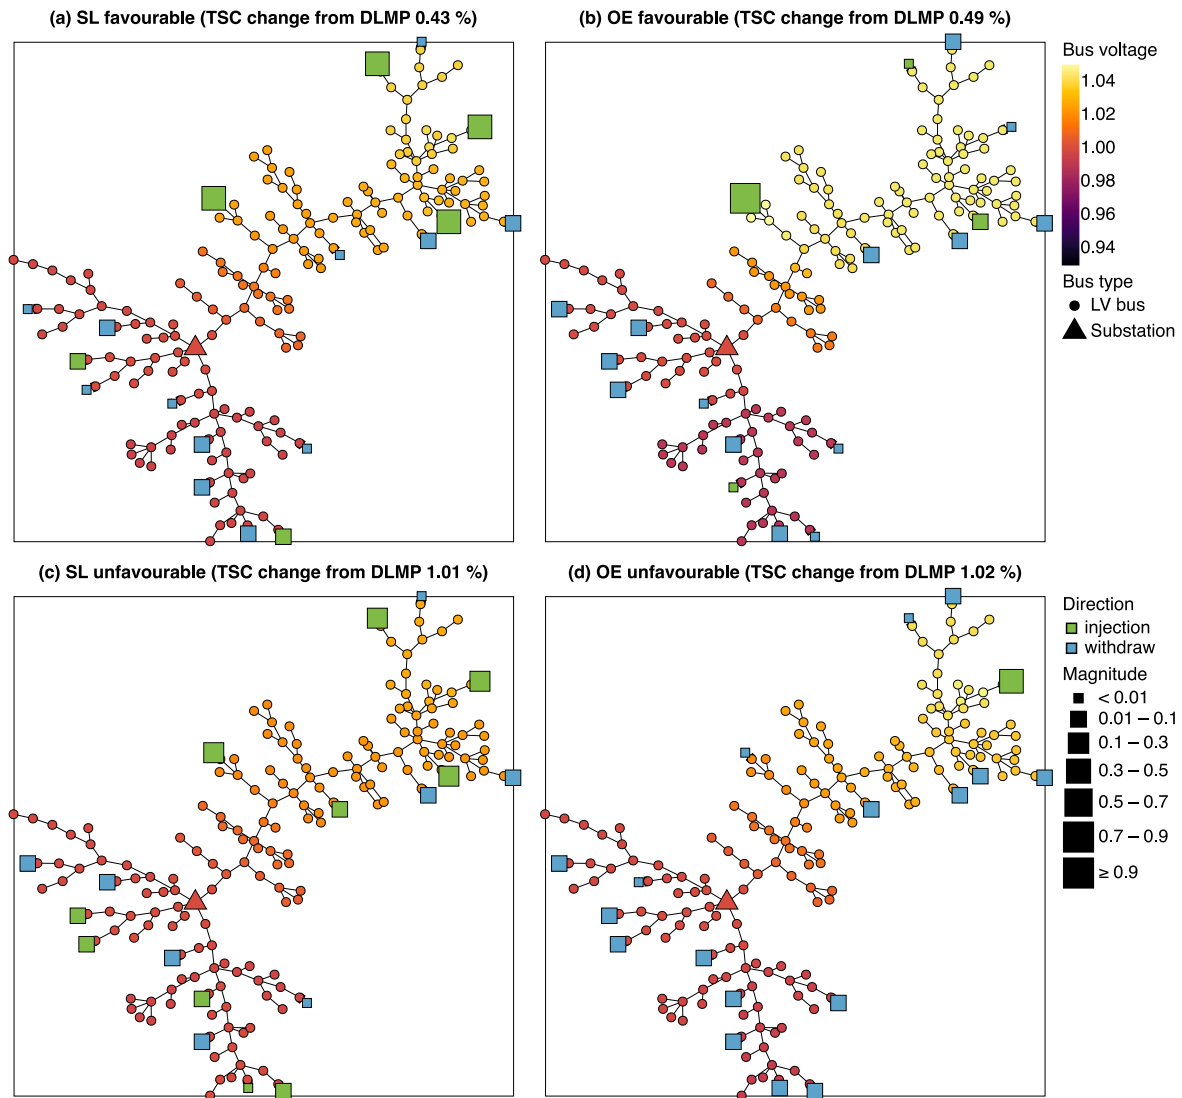 (a) SL favourable (TSC change from DLMP 0.43 %)
(b) OE favourable (TSC change from DLMP 0.49 %)
Bus voltage
1.04
1.02
1.00
0.98
0.96
0.94
Bus type
LV bus
Substation
(c) SL unfavourable (TSC change from DLMP 1.01 %)
(d) OE unfavourable (TSC change from DLMP 1.02 %)
Direction
injection
withdraw
Magnitude
< 0.01
0.01 − 0.1
0.1 − 0.3
0.3 − 0.5
0.5 − 0.7
0.7 − 0.9
≥ 0.9